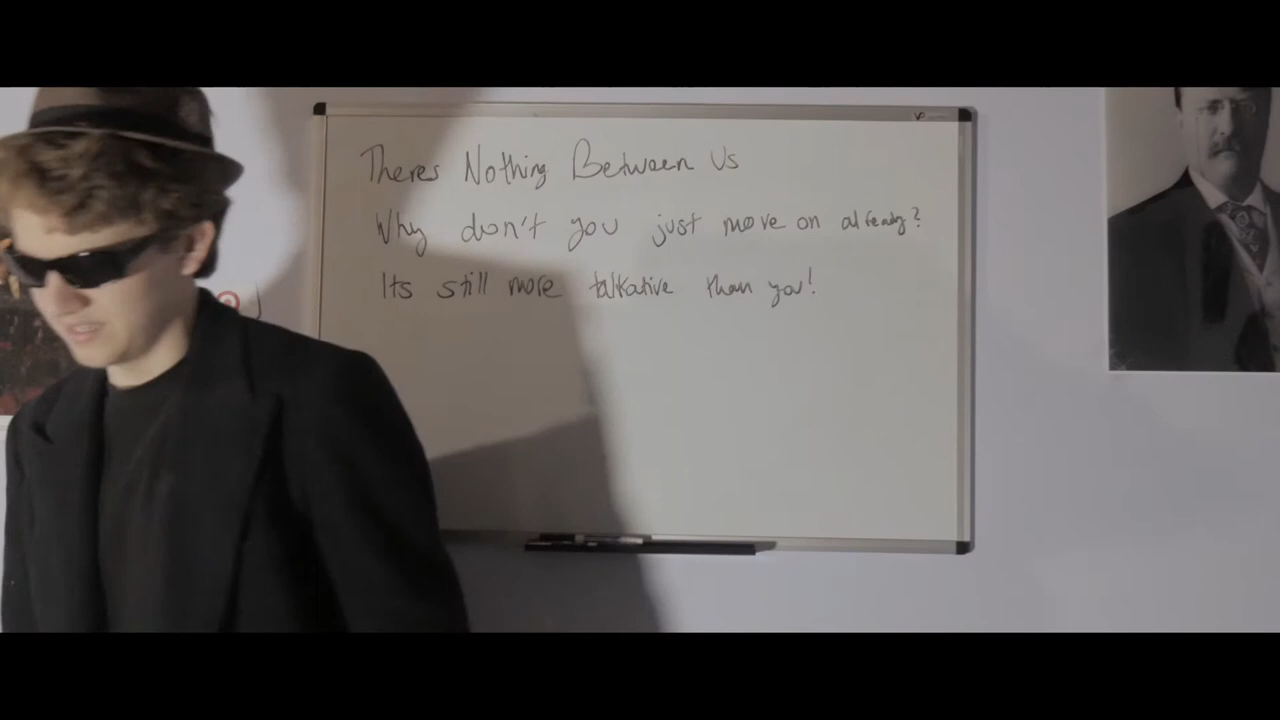 Theres Nothing Between Us
Why don't you just move on already?
Its still more talkative than you!